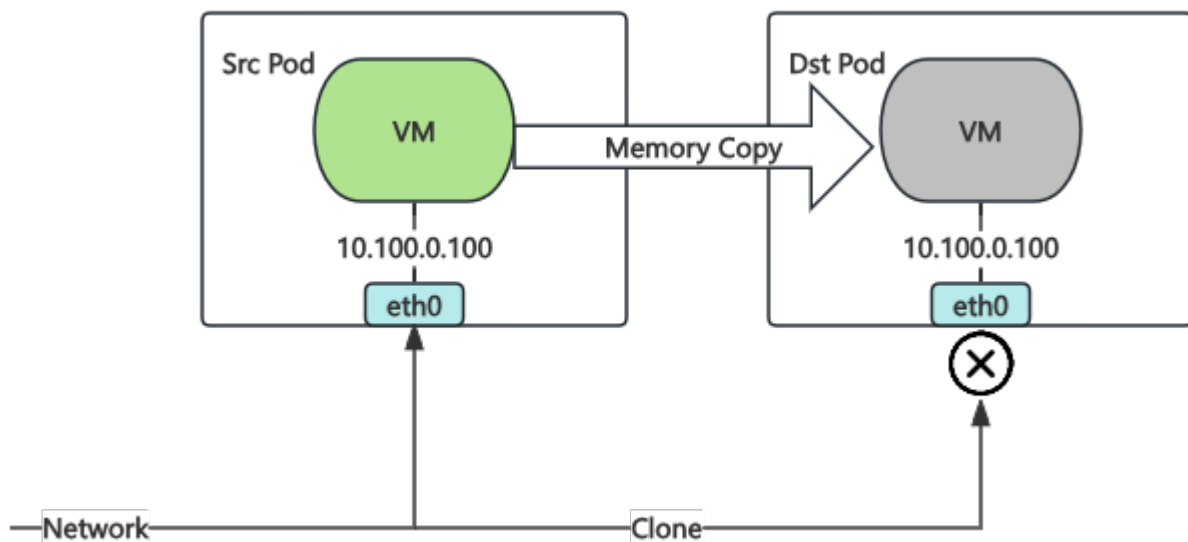 Src Pod
Dst Pod
VM
VM
Memory Copy
10.100.0.100
10.100.0.100
eth0
eth0
Network
Clone